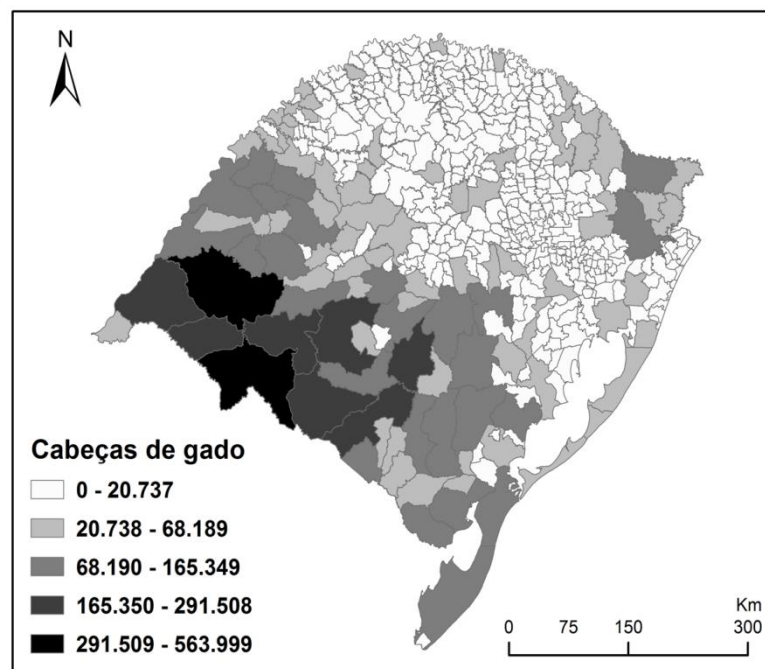 N
Cabeças de gado
0 - 20.737
20.738 - 68.189
68.190 - 165.349
165.350 - 291.508
291.509 - 563.999
Km
0 75 150 300